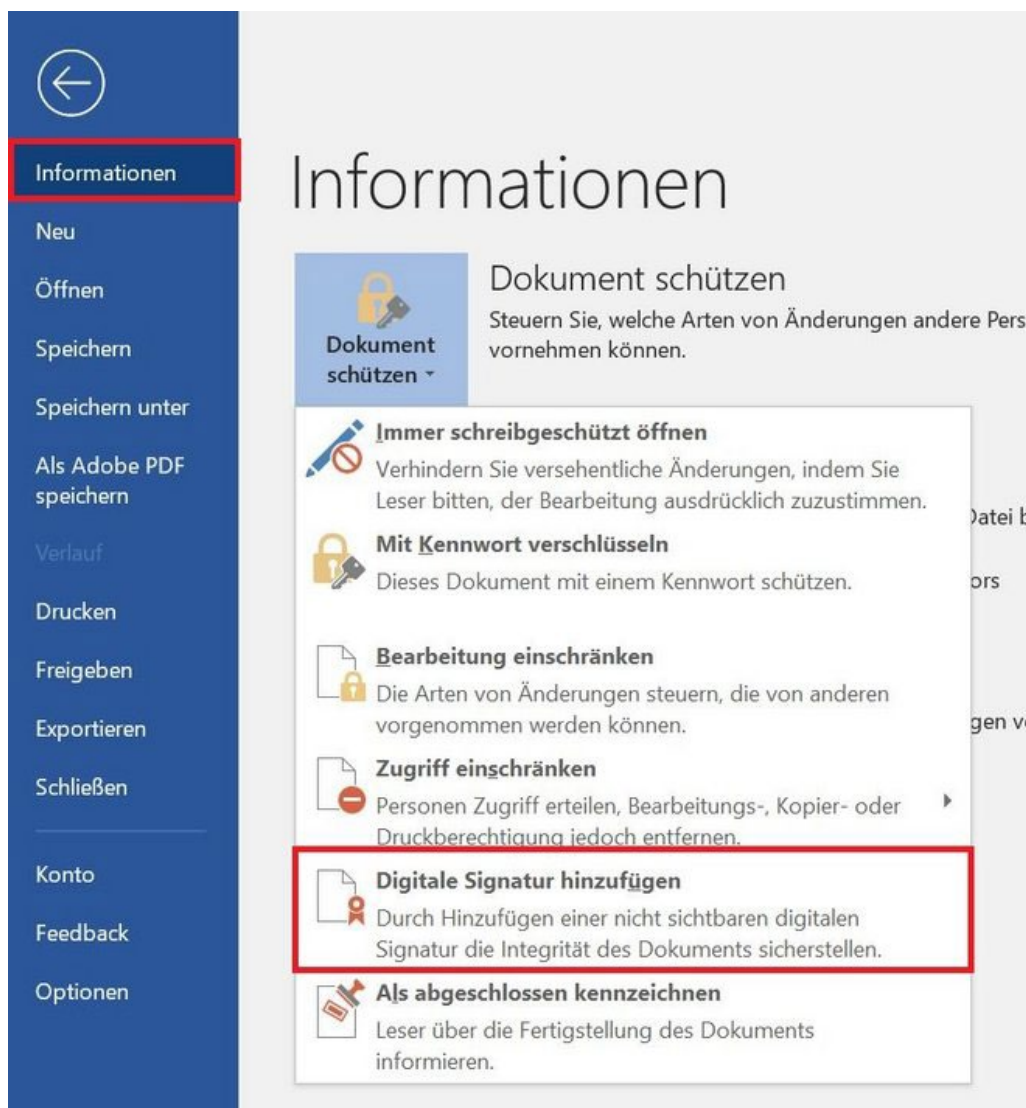 Informationen
Neu
Öffnen
Speichern
Speichern unter
Als Adobe PDF
speichern
Verlauf
Drucken
Freigeben
Exportieren
Schließen
Konto
Feedback
Optionen
Informationen
Dokument
schützen
Dokument schützen
Steuern Sie, welche Arten von Änderungen andere Pers
vornehmen können.
Immer schreibgeschützt öffnen
Verhindern Sie versehentliche Änderungen, indem Sie
Leser bitten, der Bearbeitung ausdrücklich zuzustimmen.
Mit Kennwort verschlüsseln
Dieses Dokument mit einem Kennwort schützen.
Bearbeitung einschränken
Die Arten von Änderungen steuern, die von anderen
vorgenommen werden können.
Zugriff einschränken
Personen Zugriff erteilen, Bearbeitungs-, Kopier- oder
Druckberechtigung jedoch entfernen.
Digitale Signatur hinzufügen
Durch Hinzufügen einer nicht sichtbaren digitalen
Signatur die Integrität des Dokuments sicherstellen.
Als abgeschlossen kennzeichnen
Leser über die Fertigstellung des Dokuments
informieren.
Datei b
ors
gen v